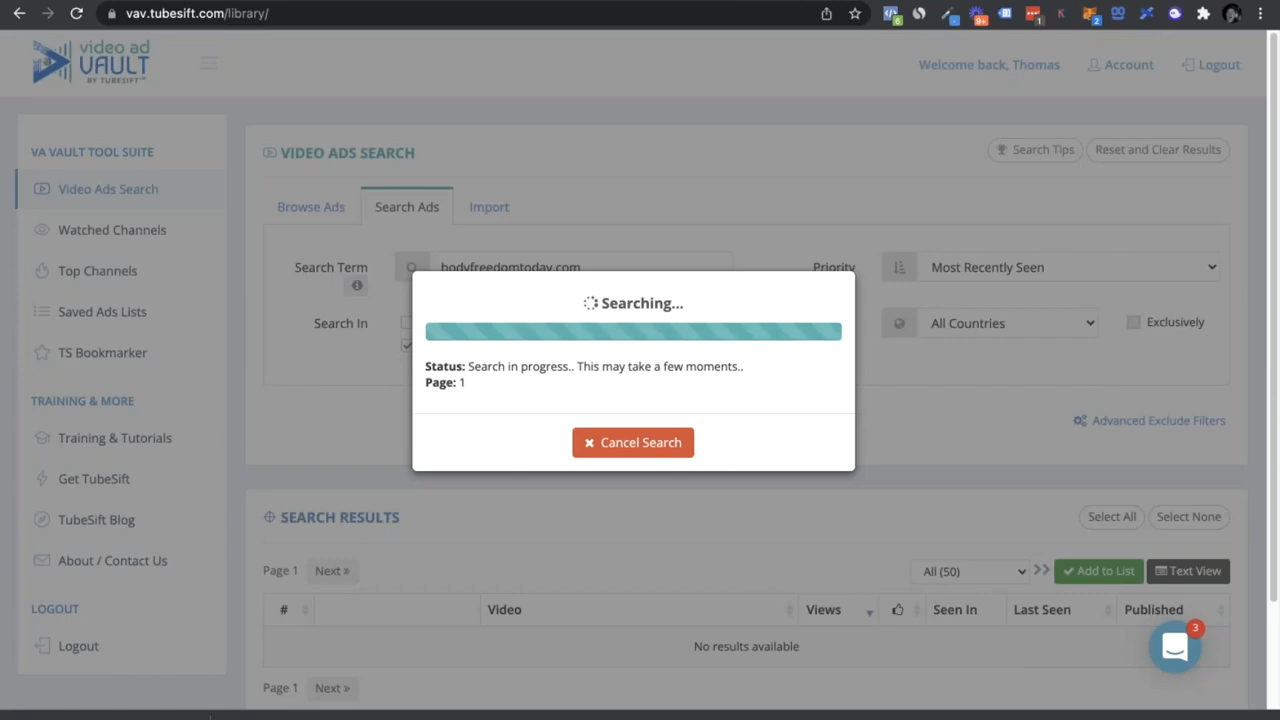 vav.tubesift.com/library/
6
9+
1
2
video ad
VAULT
BY TUBESIFT™
Welcome back, Thomas
Account
Logout
VA VAULT TOOL SUITE
Video Ads Search
Watched Channels
Top Channels
Saved Ads Lists
TS Bookmarker
TRAINING & MORE
Training & Tutorials
Get TubeSift
TubeSift Blog
About / Contact Us
LOGOUT
Logout
VIDEO ADS SEARCH
Search Tips
Reset and Clear Results
Browse Ads
Search Ads
Import
Search Term
bodyfreedomtoday.com
Priority
Most Recently Seen
Search In
All Countries
Exclusively
Searching...
Status: Search in progress.. This may take a few moments..
Page: 1
Cancel Search
Advanced Exclude Filters
SEARCH RESULTS
Select All
Select None
Page 1
Next »
All (50)
Add to List
Text View
#
Video
Views
Seen In
Last Seen
Published
No results available
3
Page 1
Next »